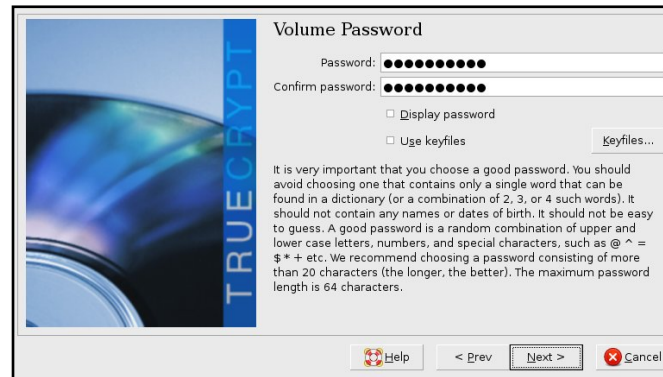 Volume Password
Password: ●●●●●●●●●●
Confirm password: ●●●●●●●●●●
Display password
Use keyfiles
Keyfiles...
It is very important that you choose a good password. You should
avoid choosing one that contains only a single word that can be
found in a dictionary (or a combination of 2, 3, or 4 such words). It
should not contain any names or dates of birth. It should not be easy
to guess. A good password is a random combination of upper and
lower case letters, numbers, and special characters, such as @ ^ =
$ * + etc. We recommend choosing a password consisting of more
than 20 characters (the longer, the better). The maximum password
length is 64 characters.
TRUECRYPT
Help
< Prev
Next >
Cancel